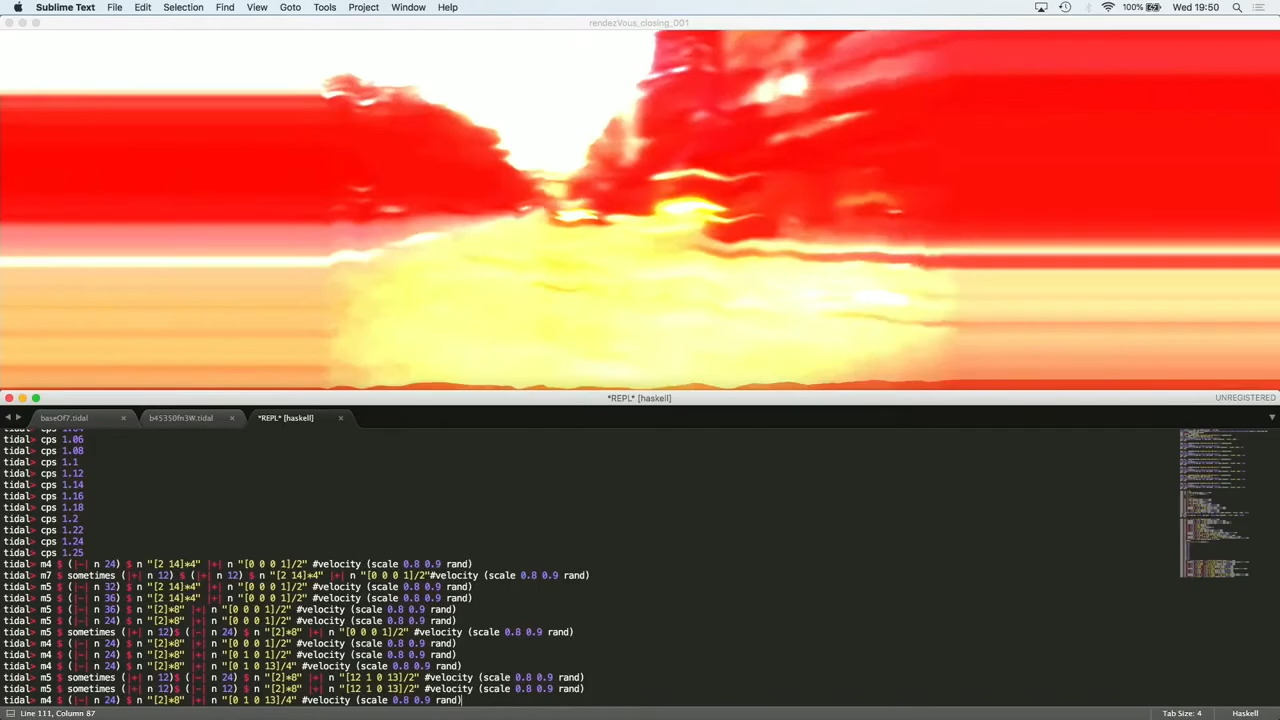 Sublime Text File Edit Selection Find View Goto Tools Project Window Help 100% Wed 19:50
rendezVous_closing_001
*REPL* [haskell] UNREGISTERED
baseOf7.tidal b45350fn3W.tidal *REPL* [haskell]
tidal> cps 1.04
tidal> cps 1.06
tidal> cps 1.08
tidal> cps 1.1
tidal> cps 1.12
tidal> cps 1.14
tidal> cps 1.16
tidal> cps 1.18
tidal> cps 1.2
tidal> cps 1.22
tidal> cps 1.24
tidal> cps 1.25
tidal> m4 $ (|-| n 24) $ n "[2 14]*4" |+| n "[0 0 0 1]/2" #velocity (scale 0.8 0.9 rand)
tidal> m7 $ sometimes (|+| n 12) $ (|+| n 12) $ n "[2 14]*4" |+| n "[0 0 0 1]/2"#velocity (scale 0.8 0.9 rand)
tidal> m5 $ (|-| n 32) $ n "[2 14]*4" |+| n "[0 0 0 1]/2" #velocity (scale 0.8 0.9 rand)
tidal> m5 $ (|-| n 36) $ n "[2 14]*4" |+| n "[0 0 0 1]/2" #velocity (scale 0.8 0.9 rand)
tidal> m5 $ (|-| n 36) $ n "[2]*8" |+| n "[0 0 0 1]/2" #velocity (scale 0.8 0.9 rand)
tidal> m5 $ (|-| n 24) $ n "[2]*8" |+| n "[0 0 0 1]/2" #velocity (scale 0.8 0.9 rand)
tidal> m5 $ sometimes (|+| n 12)$ (|-| n 24) $ n "[2]*8" |+| n "[0 0 0 1]/2" #velocity (scale 0.8 0.9 rand)
tidal> m4 $ (|-| n 24) $ n "[2]*8" |+| n "[0 0 0 1]/2" #velocity (scale 0.8 0.9 rand)
tidal> m4 $ (|-| n 24) $ n "[2]*8" |+| n "[0 1 0 13]/4" #velocity (scale 0.8 0.9 rand)
tidal> m5 $ sometimes (|+| n 12)$ (|-| n 24) $ n "[2]*8" |+| n "[12 1 0 13]/2" #velocity (scale 0.8 0.9 rand)
tidal> m5 $ sometimes (|+| n 12)$ (|-| n 12) $ n "[2]*8" |+| n "[12 1 0 13]/2" #velocity (scale 0.8 0.9 rand)
tidal> m4 $ (|-| n 24) $ n "[2]*8" |+| n "[0 1 0 13]/4" #velocity (scale 0.8 0.9 rand)
Line 111, Column 87 Tab Size: 4 Haskell